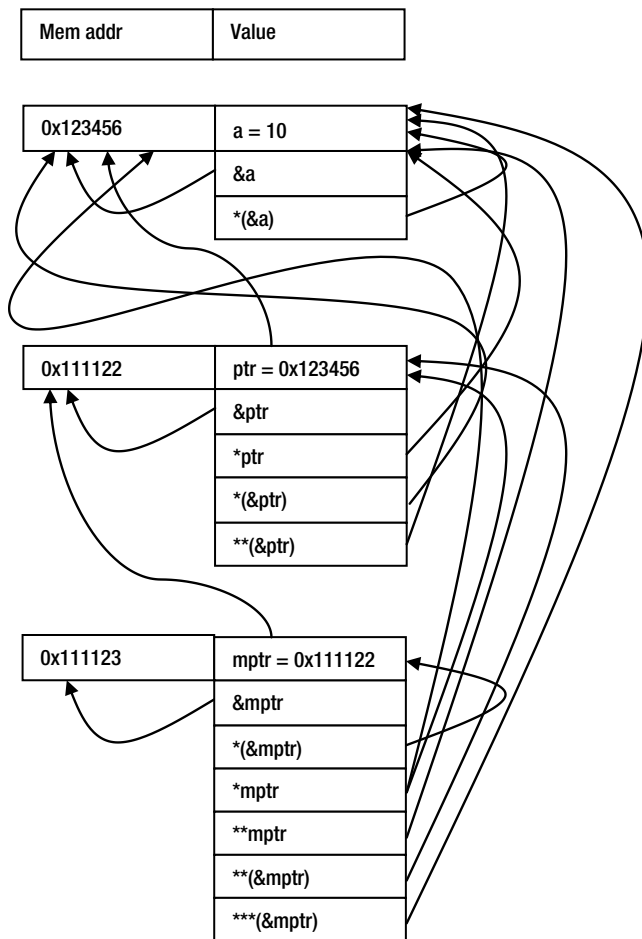 Mem addr Value
0x123456 a = 10
&a
*(&a)
0x111122 ptr = 0x123456
&ptr
*ptr
*(&ptr)
**(&ptr)
0x111123 mptr = 0x111122
&mptr
*(&mptr)
*mptr
**mptr
**(&mptr)
***(&mptr)